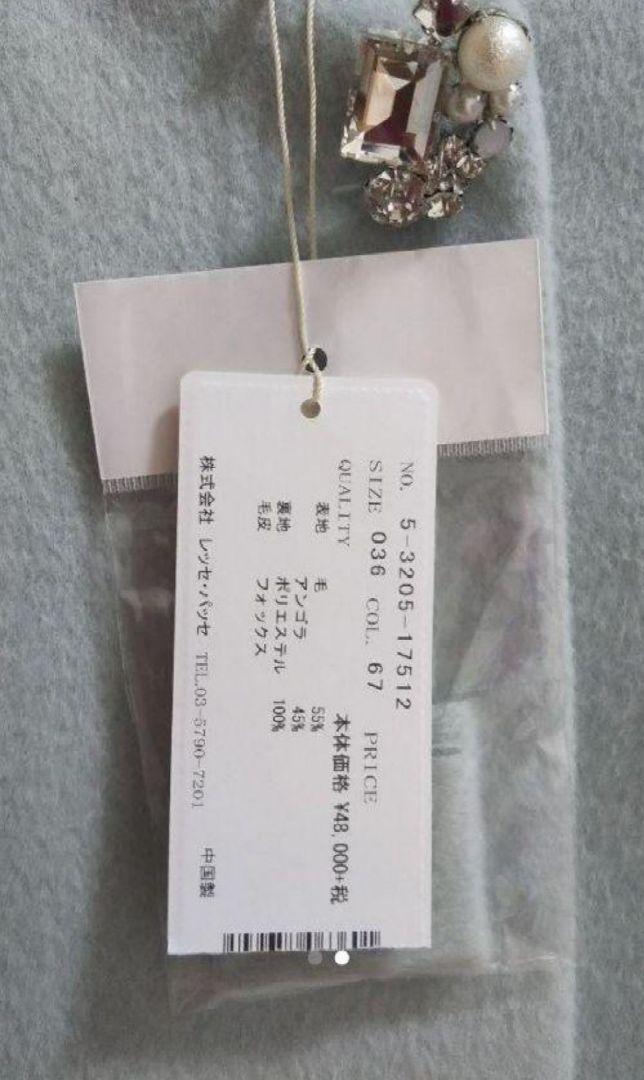 NO. 5-3205-17512
SIZE 036 COL. 67 PRICE
QUALITY 本体価格 ¥48,000+税
表地 毛 55%
アンゴラ 45%
裏地 ポリエステル 100%
毛皮 フォックス
株式会社 レッセ・パッセ TEL.03-5790-7201 中国製